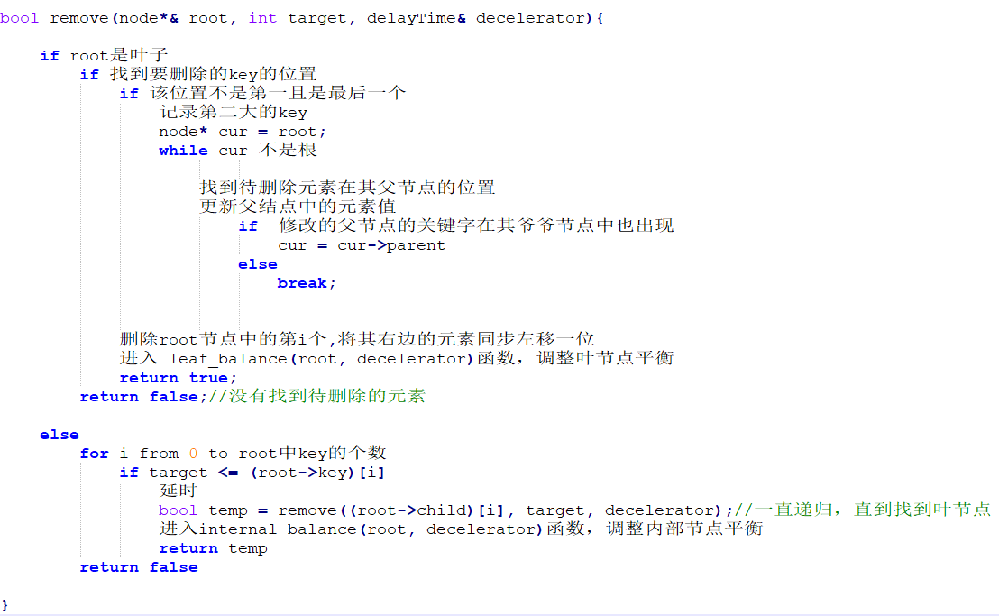 bool remove(node*& root, int target, delayTime& decelerator){
if root是叶子
if 找到要删除的key的位置
if 该位置不是第一且是最后一个
记录第二大的key
node* cur = root;
while cur 不是根
找到待删除元素在其父节点的位置
更新父结点中的元素值
if 修改的父节点的关键字在其爷爷节点中也出现
cur = cur->parent
else
break;
删除root节点中的第i个,将其右边的元素同步左移一位
进入 leaf_balance(root, decelerator)函数，调整叶节点平衡
return true;
return false;//没有找到待删除的元素
else
for i from 0 to root中key的个数
if target <= (root->key)[i]
延时
bool temp = remove((root->child)[i], target, decelerator);//一直递归，直到找到叶节点
进入internal_balance(root, decelerator)函数，调整内部节点平衡
return temp
return false
}